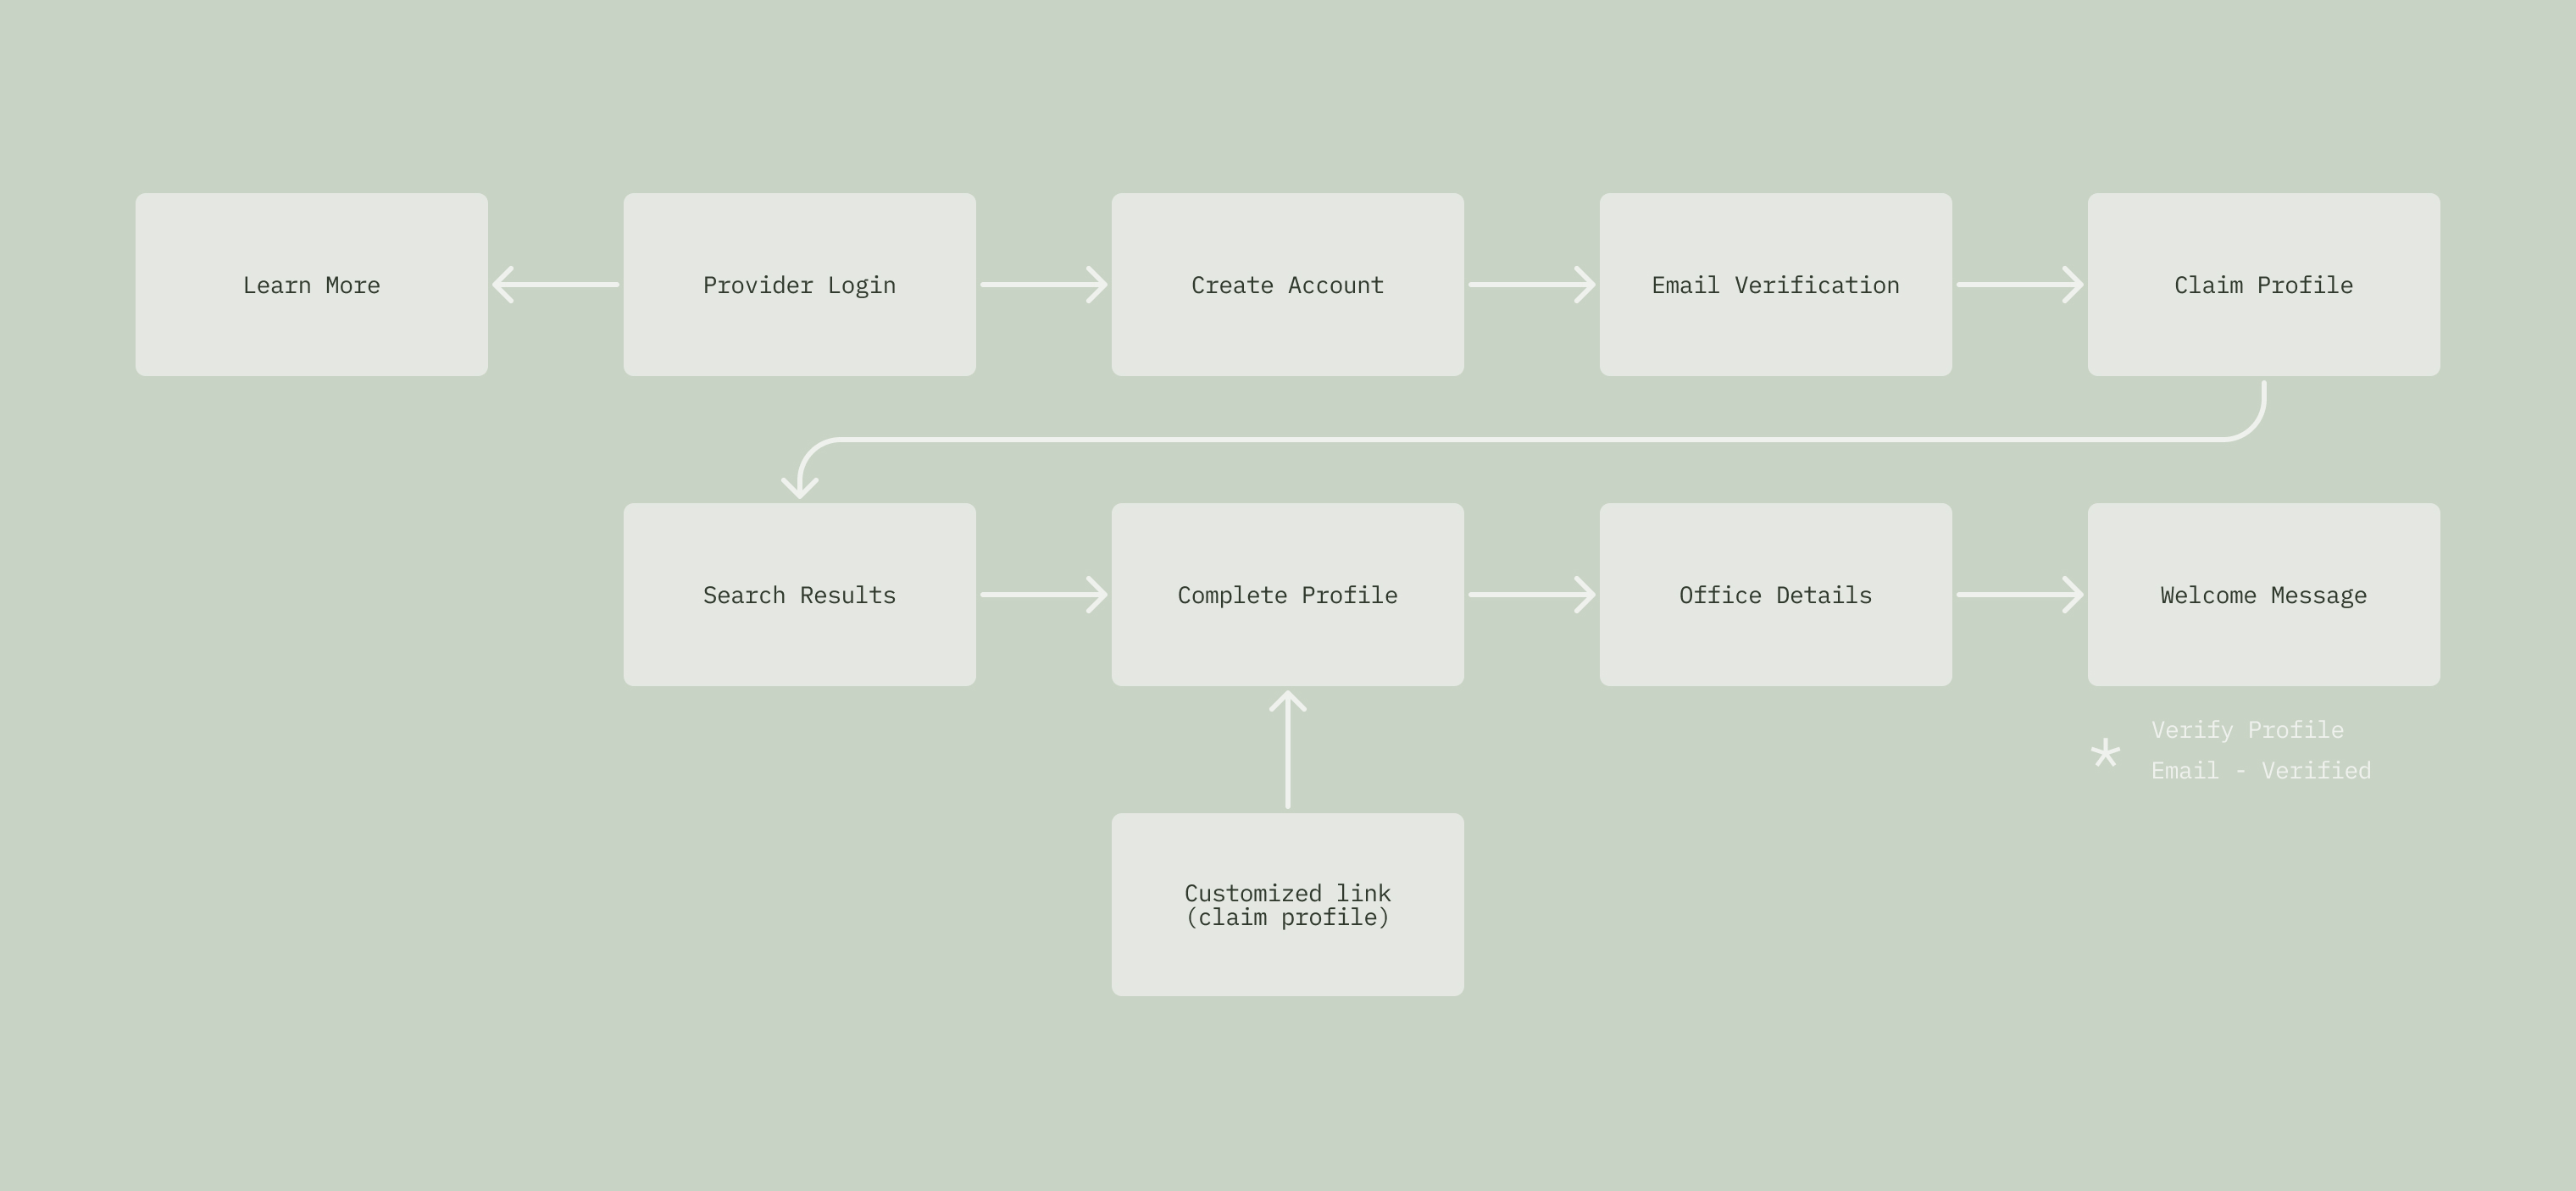 Learn More
Provider Login
Create Account
Email Verification
Claim Profile
Search Results
Complete Profile
Office Details
Welcome Message
* Verify Profile
Email - Verified
Customized link
(claim profile)